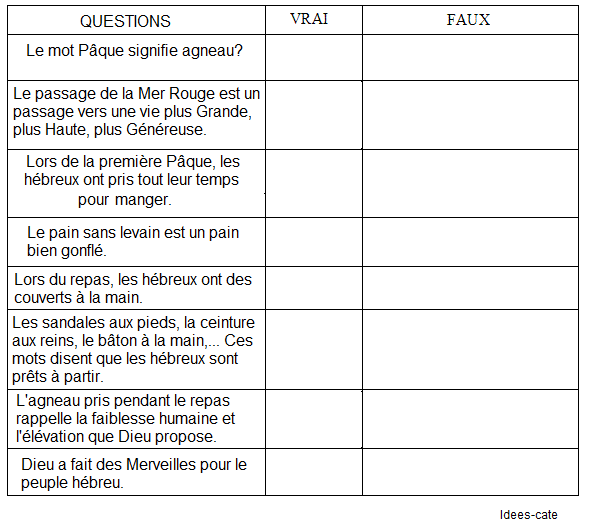 QUESTIONS VRAI FAUX
Le mot Pâque signifie agneau?
Le passage de la Mer Rouge est un
passage vers une vie plus Grande,
plus Haute, plus Généreuse.
Lors de la première Pâque, les
hébreux ont pris tout leur temps
pour manger.
Le pain sans levain est un pain
bien gonflé.
Lors du repas, les hébreux ont des
couverts à la main.
Les sandales aux pieds, la ceinture
aux reins, le bâton à la main,... Ces
mots disent que les hébreux sont
prêts à partir.
L'agneau pris pendant le repas
rappelle la faiblesse humaine et
l'élévation que Dieu propose.
Dieu a fait des Merveilles pour le
peuple hébreu.
Idees-cate